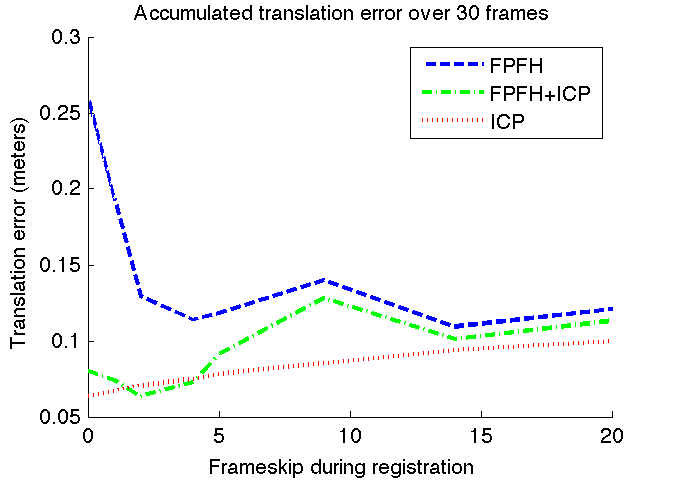 Accumulated translation error over 30 frames
0.3
0.25
0.2
0.15
0.1
0.05
Translation error (meters)
FPFH
FPFH+ICP
ICP
0 5 10 15 20
Frameskip during registration